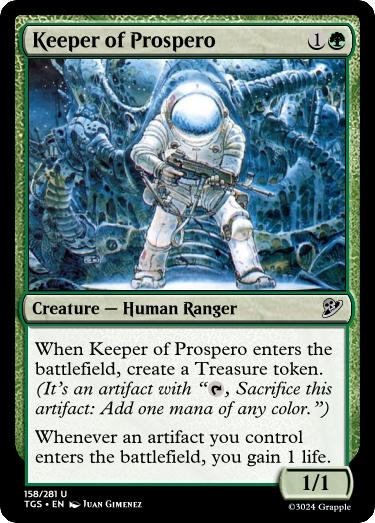 Keeper of Prospero 1
Creature — Human Ranger
When Keeper of Prospero enters the
battlefield, create a Treasure token.
(It's an artifact with “, Sacrifice this
artifact: Add one mana of any color.”)
Whenever an artifact you control
enters the battlefield, you gain 1 life.
1/1
158/281 U
TGS • EN Juan Gimenez
©3024 Grapple